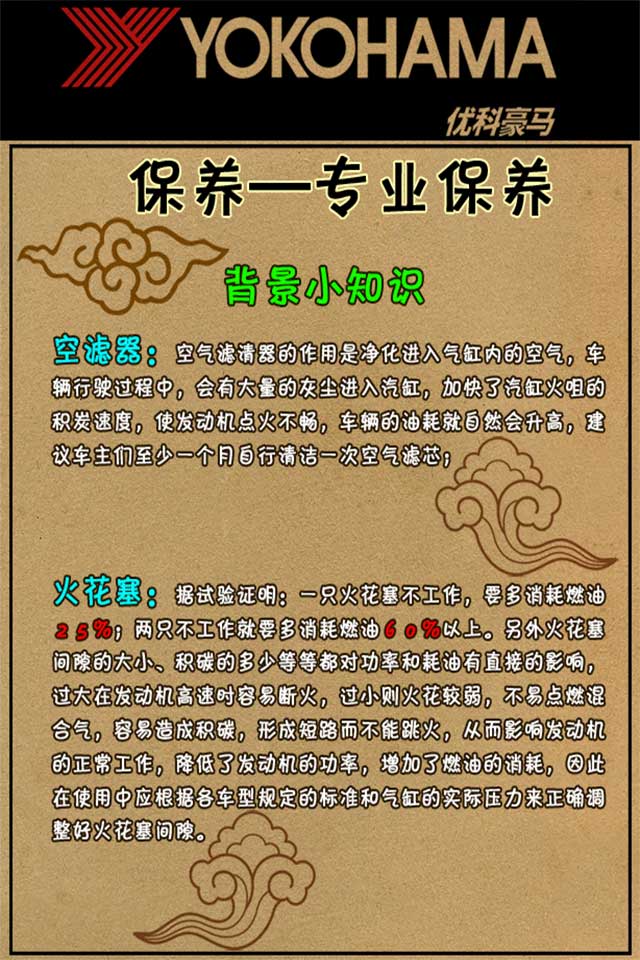 YOKOHAMA
优科豪马
保养—专业保养
背景小知识
空滤器：空气滤清器的作用是净化进入气缸内的空气，车
辆行驶过程中，会有大量的灰尘进入汽缸，加快了汽缸火咀的
积炭速度，使发动机点火不畅，车辆的油耗就自然会升高，建
议车主们至少一个月自行清洁一次空气滤芯；
火花塞：据试验证明：一只火花塞不工作，要多消耗燃油
25%；两只不工作就要多消耗燃油60%以上。另外火花塞
间隙的大小、积碳的多少等等都对功率和耗油有直接的影响，
过大在发动机高速时容易断火，过小则火花较弱，不易点燃混
合气，容易造成积碳，形成短路而不能跳火，从而影响发动机
的正常工作，降低了发动机的功率，增加了燃油的消耗，因此
在使用中应根据各车型规定的标准和气缸的实际压力来正确调
整好火花塞间隙。